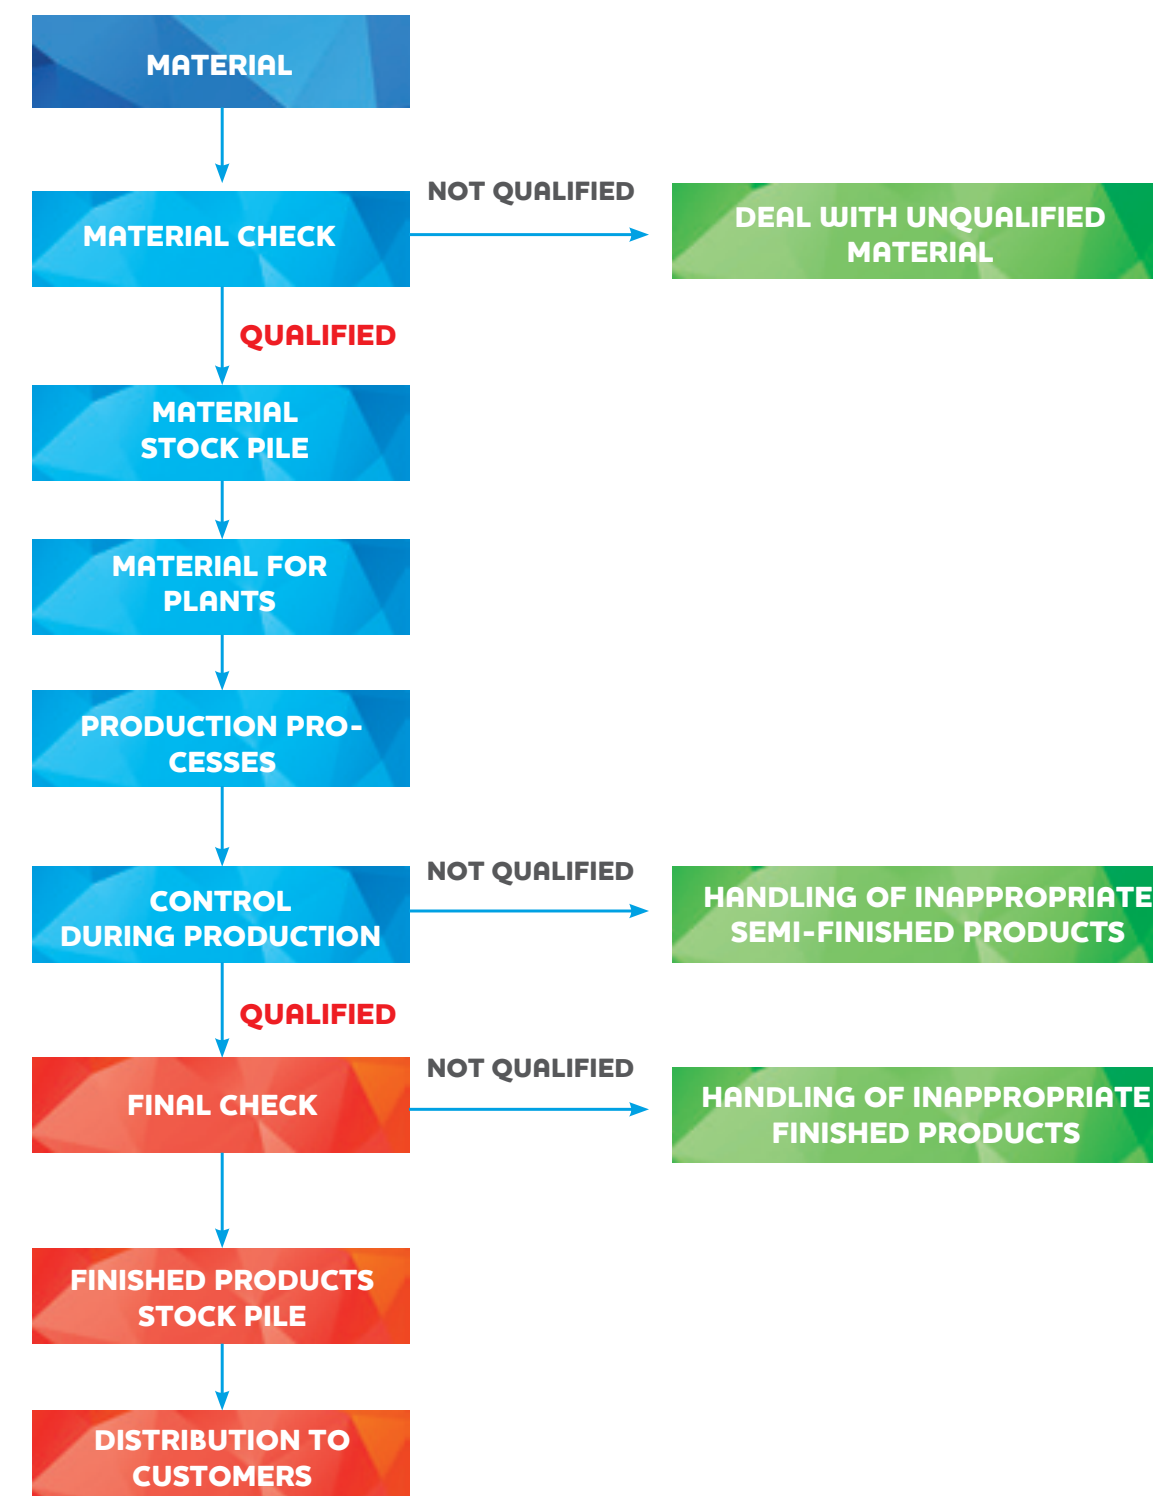 MATERIAL
NOT QUALIFIED
MATERIAL CHECK
DEAL WITH UNQUALIFIED
MATERIAL
QUALIFIED
MATERIAL
STOCK PILE
MATERIAL FOR
PLANTS
PRODUCTION PRO-
CESSES
NOT QUALIFIED
CONTROL
DURING PRODUCTION
HANDLING OF INAPPROPRIATE
SEMI-FINISHED PRODUCTS
QUALIFIED
NOT QUALIFIED
FINAL CHECK
HANDLING OF INAPPROPRIATE
FINISHED PRODUCTS
FINISHED PRODUCTS
STOCK PILE
DISTRIBUTION TO
CUSTOMERS